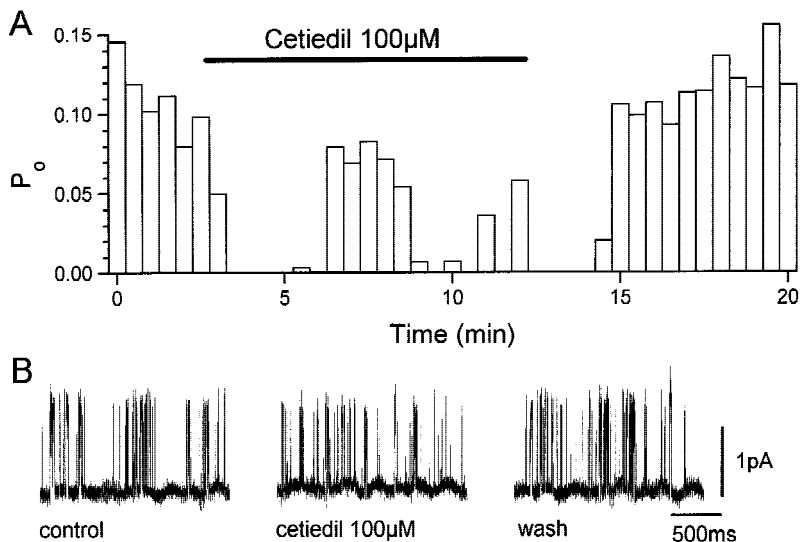 A
Cetiedil 100µM
0.15
0.10
0.05
0.00
Po
0 5 10 15 20
Time (min)
B
1pA
control cetiedil 100µM wash 500ms